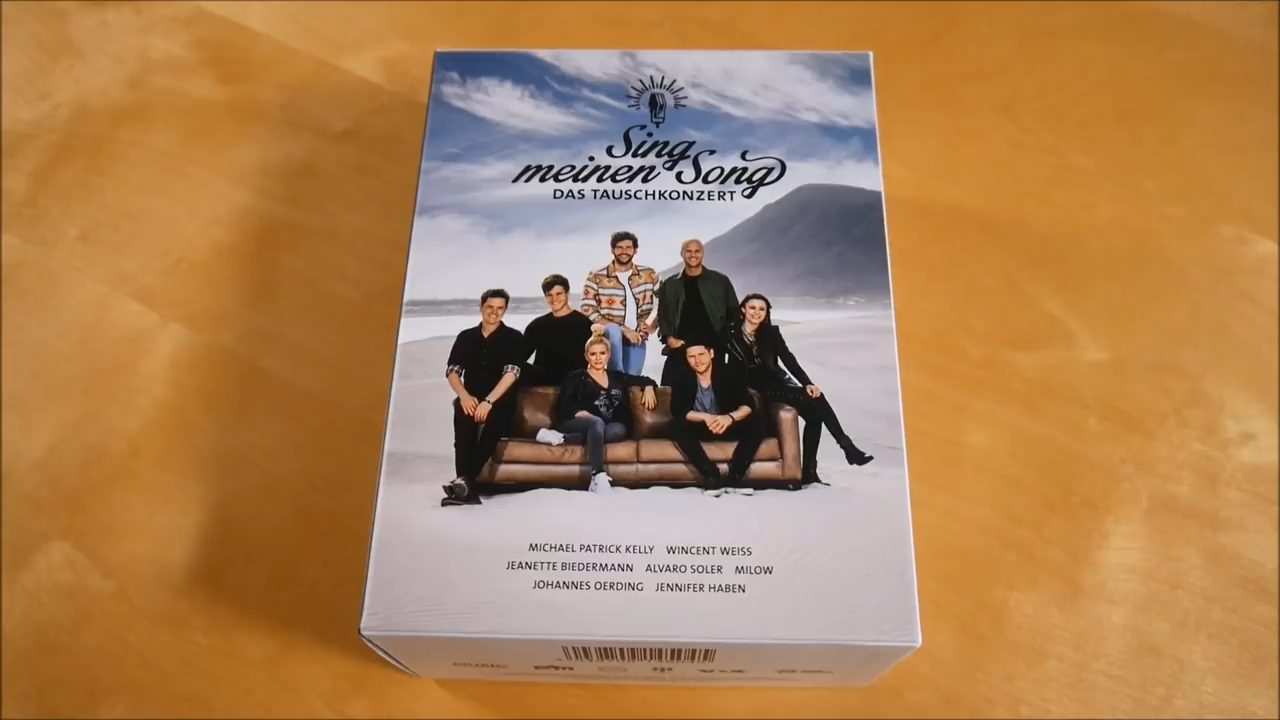 Sing
meinen Song
DAS TAUSCHKONZERT
MICHAEL PATRICK KELLY WINCENT WEISS
JEANETTE BIEDERMANN ALVARO SOLER MILOW
JOHANNES OERDING JENNIFER HABEN